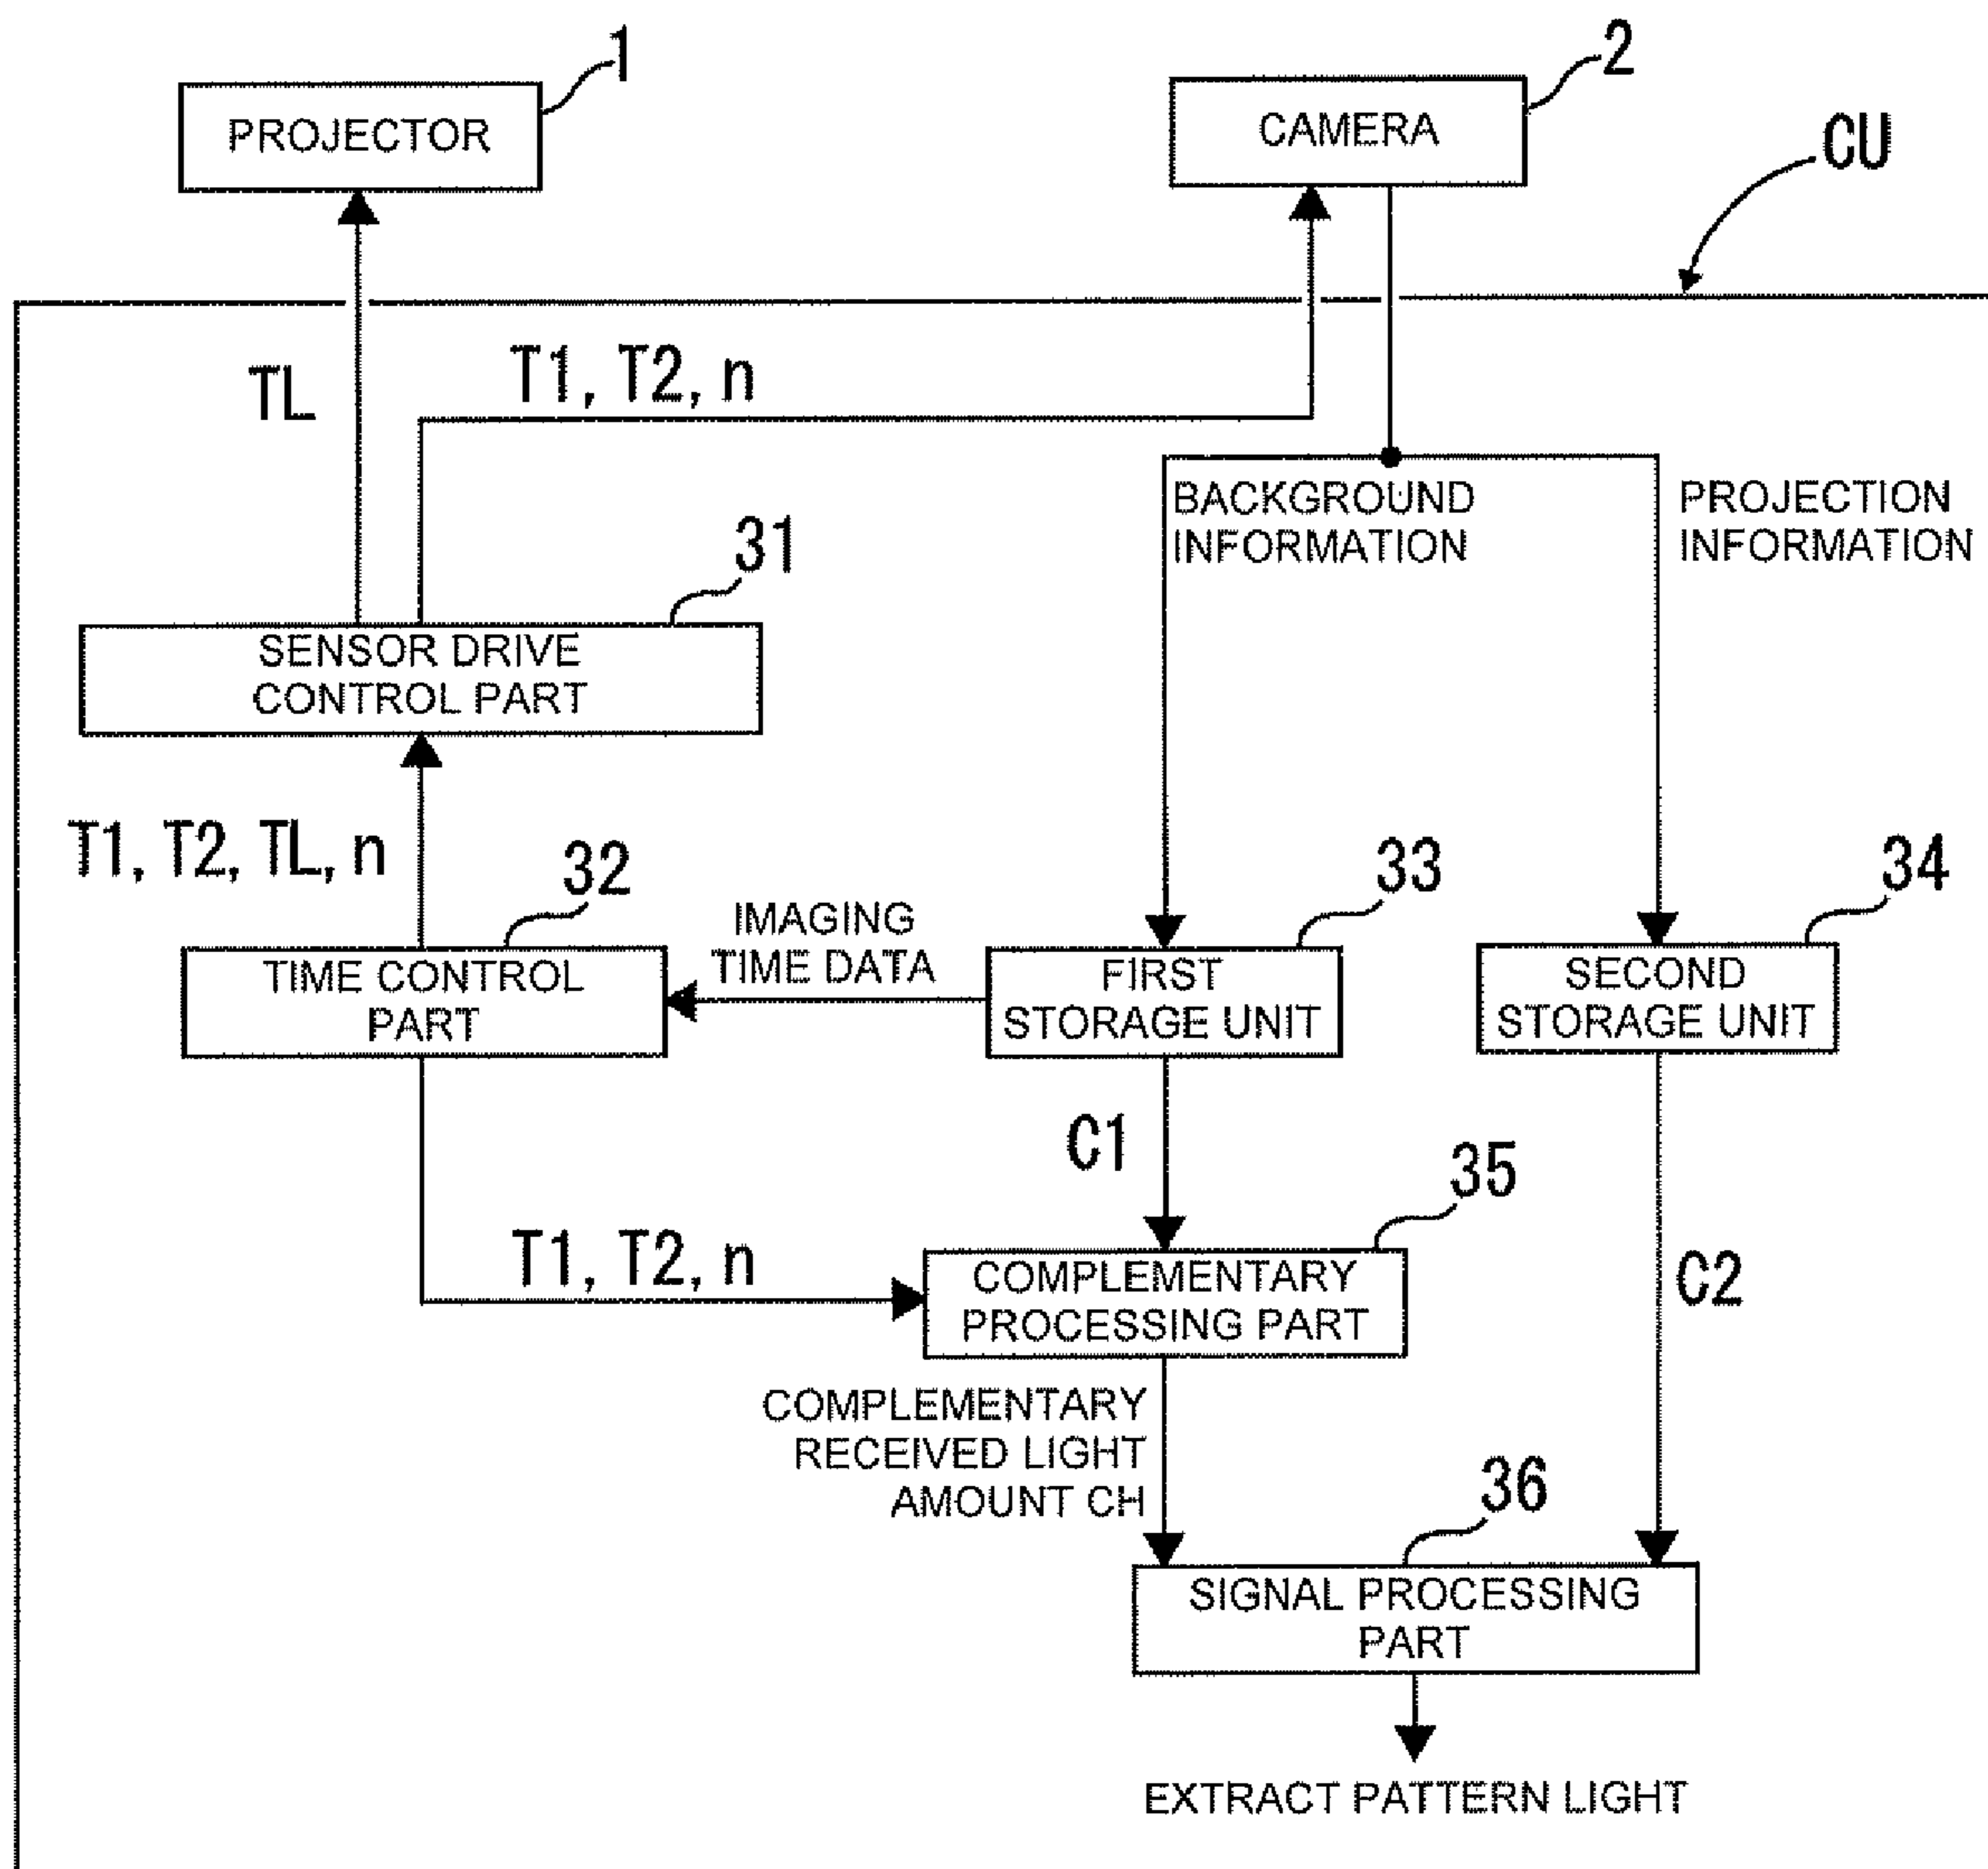 1
PROJECTOR
2
CAMERA
CU
TL
T1, T2, n
BACKGROUND
INFORMATION
PROJECTION
INFORMATION
31
SENSOR DRIVE
CONTROL PART
T1, T2, TL, n
32
TIME CONTROL
PART
IMAGING
TIME DATA
33
FIRST
STORAGE UNIT
34
SECOND
STORAGE UNIT
C1
35
T1, T2, n
COMPLEMENTARY
PROCESSING PART
C2
COMPLEMENTARY
RECEIVED LIGHT
AMOUNT CH
36
SIGNAL PROCESSING
PART
EXTRACT PATTERN LIGHT